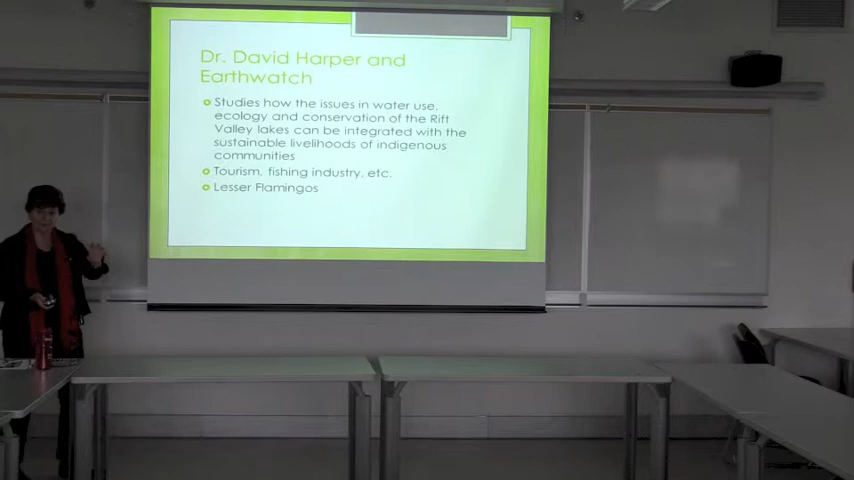 Dr. David Harper and
Earthwatch
Studies how the issues in water use,
ecology and conservation of the Rift
Valley lakes can be integrated with the
sustainable livelihoods of indigenous
communities
Tourism, fishing industry, etc.
Lesser Flamingos